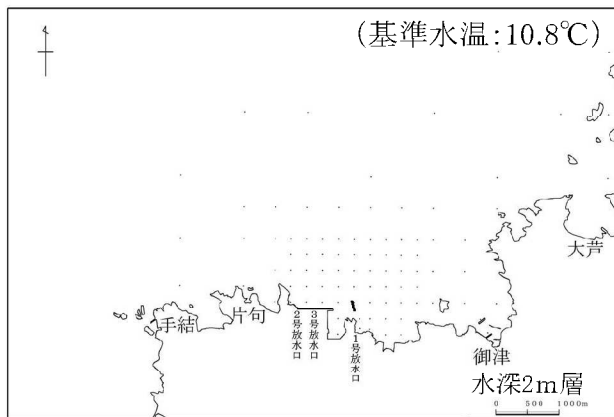 (基準水温:10.8℃)
大芦
手結
片句
2号放水口
3号放水口
1号放水口
御津
水深2m層
0 500 1000m